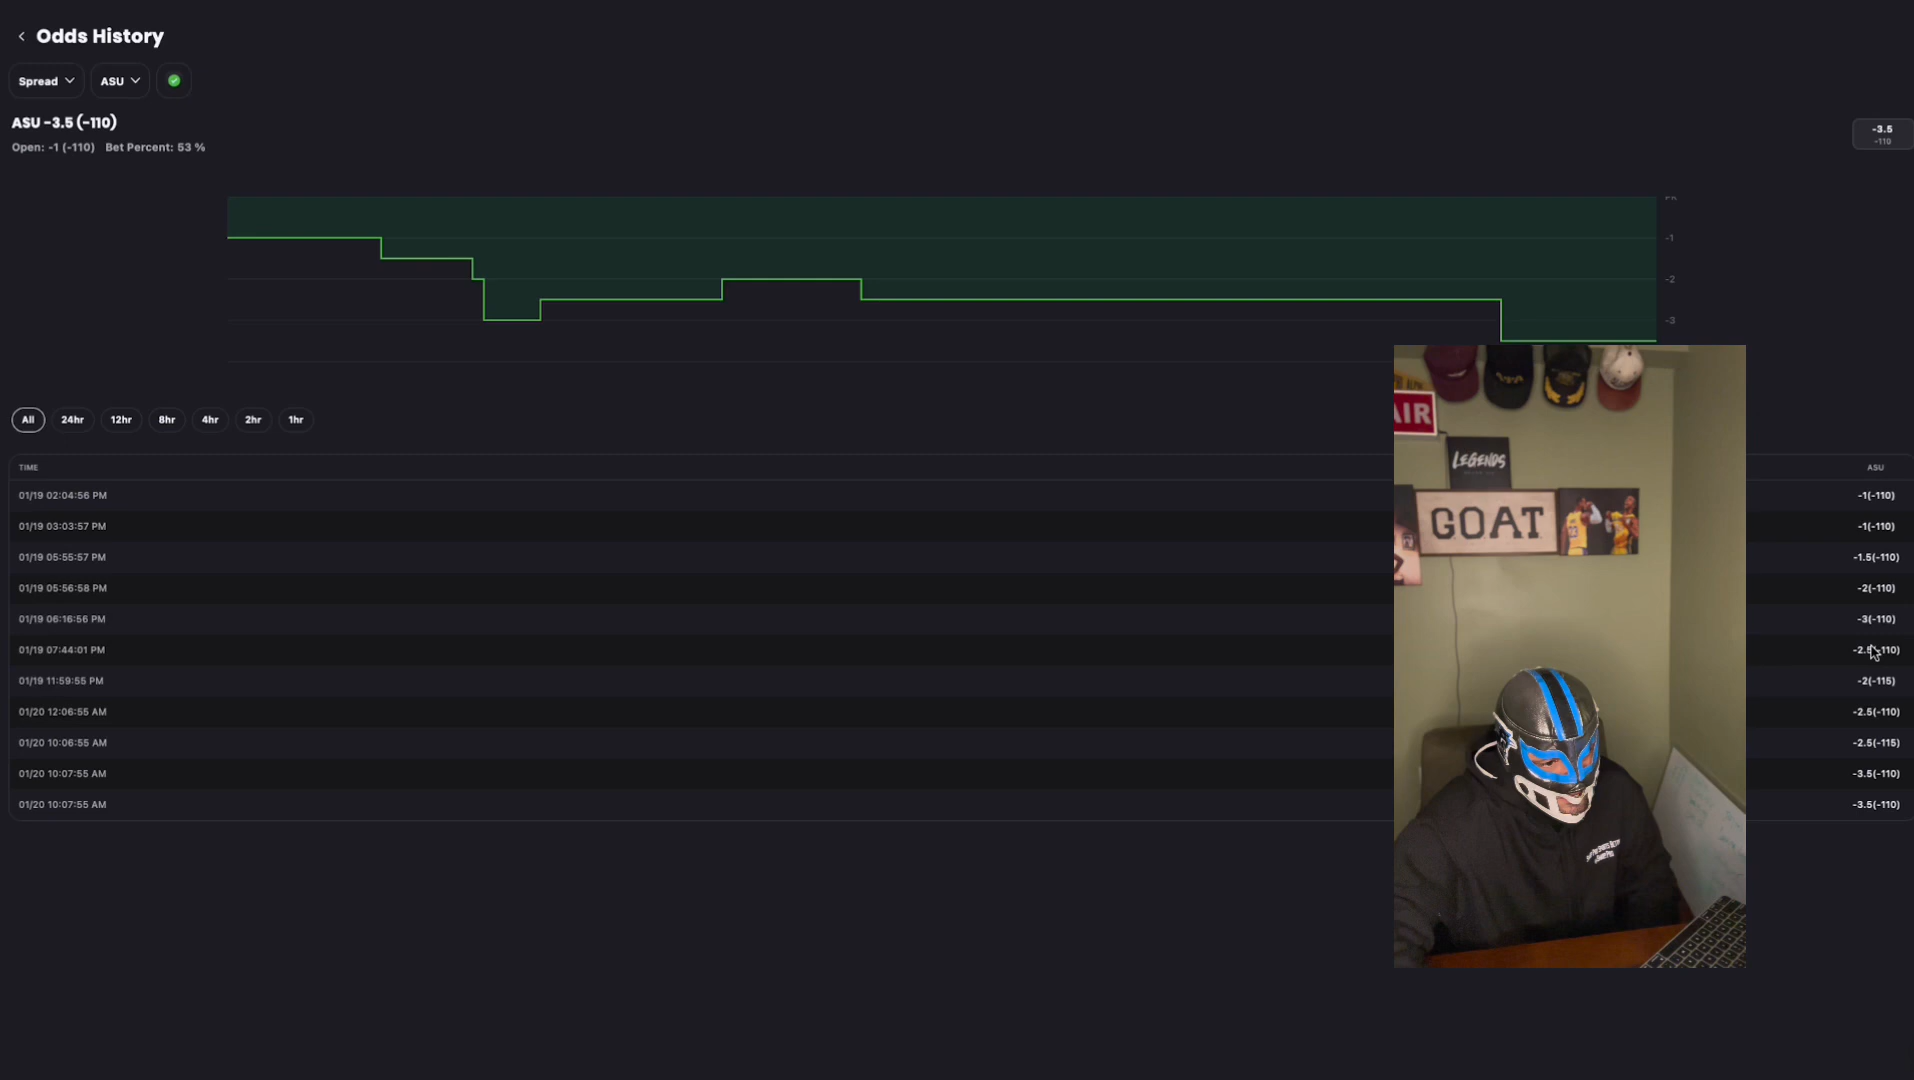 Odds History
Spread
ASU
ASU -3.5 (-110)
Open: -1 (-110) Bet Percent: 53 %
-3.5
-110
-1
-2
-3
All 24hr 12hr 8hr 4hr 2hr 1hr
TIME ASU
01/19 02:04:56 PM -1(-110)
01/19 03:03:57 PM -1(-110)
01/19 05:55:57 PM -1.5(-110)
01/19 05:56:58 PM -2(-110)
01/19 06:16:56 PM -3(-110)
01/19 07:44:01 PM -2.5(-110)
01/19 11:59:55 PM -2(-115)
01/20 12:06:55 AM -2.5(-110)
01/20 10:06:55 AM -2.5(-115)
01/20 10:07:55 AM -3.5(-110)
01/20 10:07:55 AM -3.5(-110)
AIR
LEGENDS
GOAT